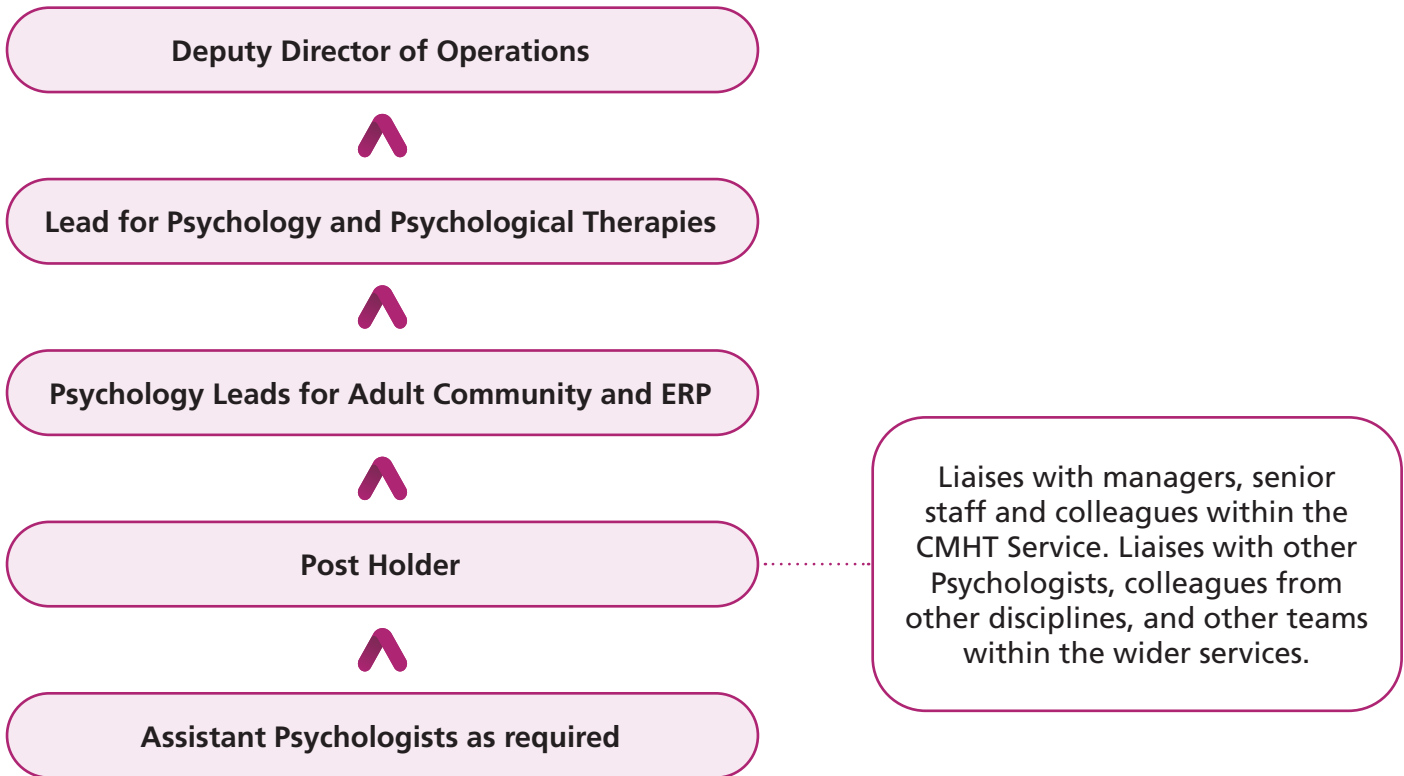 Deputy Director of Operations
Lead for Psychology and Psychological Therapies
Psychology Leads for Adult Community and ERP
Post Holder
Liaises with managers, senior
staff and colleagues within the
CMHT Service. Liaises with other
Psychologists, colleagues from
other disciplines, and other teams
within the wider services.
Assistant Psychologists as required